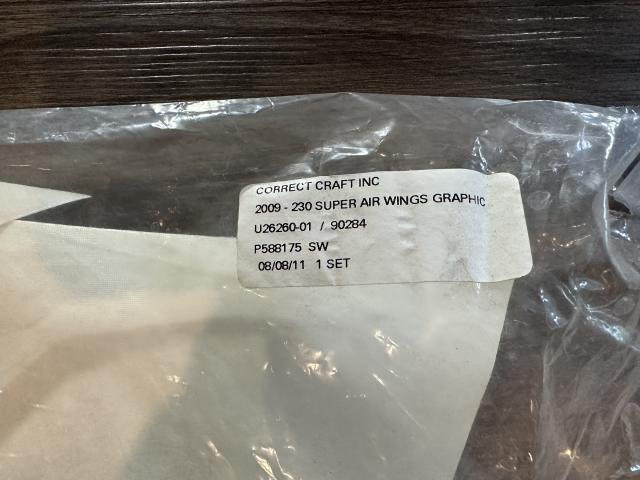 CORRECT CRAFT INC
2009 - 230 SUPER AIR WINGS GRAPHIC
U26260-01 / 90284
P588175 SW
08/08/11 1 SET